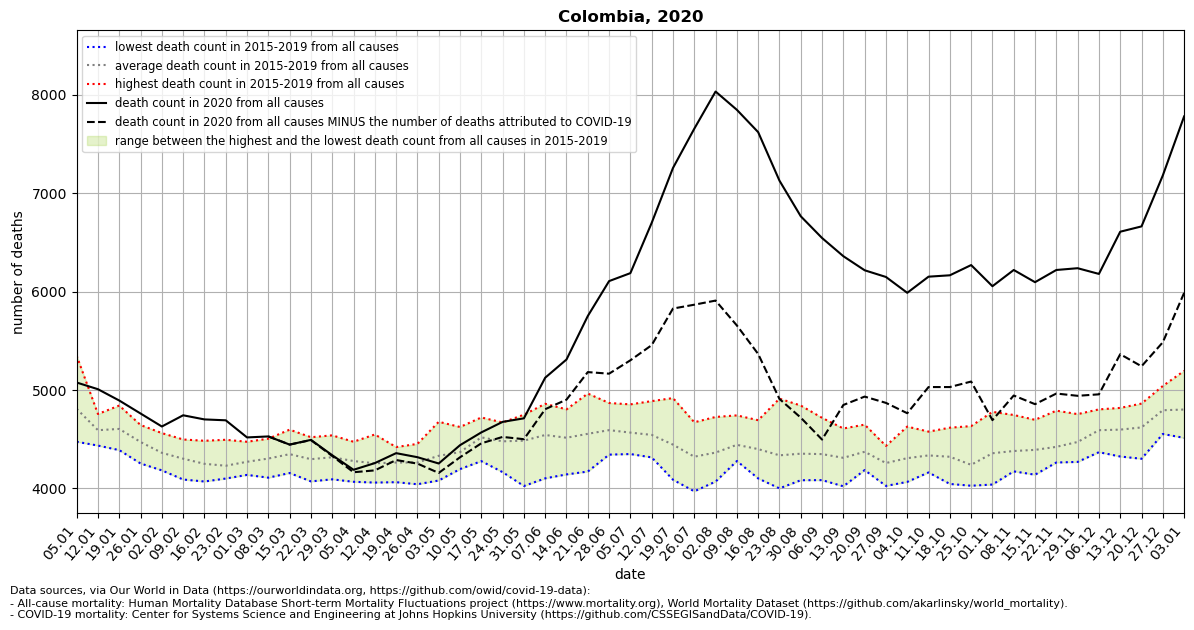 Colombia, 2020
lowest death count in 2015-2019 from all causes
average death count in 2015-2019 from all causes
highest death count in 2015-2019 from all causes
death count in 2020 from all causes
death count in 2020 from all causes MINUS the number of deaths attributed to COVID-19
range between the highest and the lowest death count from all causes in 2015-2019
number of deaths
8000
7000
6000
5000
4000
05.01 12.01 19.01 26.01 02.02 09.02 16.02 23.02 01.03 08.03 15.03 22.03 29.03 05.04 12.04 19.04 26.04 03.05 10.05 17.05 24.05 31.05 07.06 14.06 21.06 28.06 05.07 12.07 19.07 26.07 02.08 09.08 16.08 23.08 30.08 06.09 13.09 20.09 27.09 04.10 11.10 18.10 25.10 01.11 08.11 15.11 22.11 29.11 06.12 13.12 20.12 27.12 03.01
date
Data sources, via Our World in Data (https://ourworldindata.org, https://github.com/owid/covid-19-data):
- All-cause mortality: Human Mortality Database Short-term Mortality Fluctuations project (https://www.mortality.org), World Mortality Dataset (https://github.com/akarlinsky/world_mortality).
- COVID-19 mortality: Center for Systems Science and Engineering at Johns Hopkins University (https://github.com/CSSEGISandData/COVID-19).